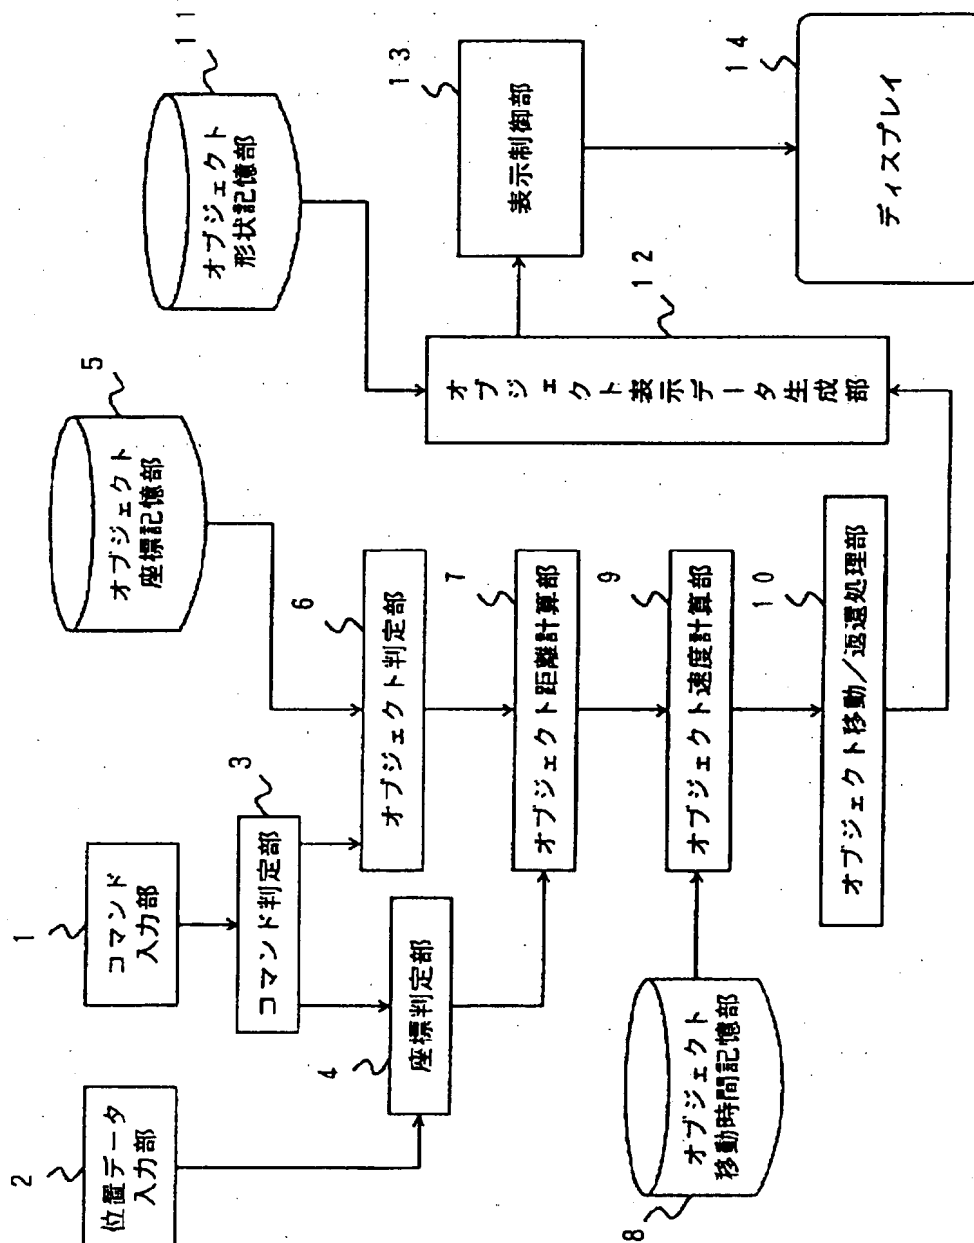 1
コマンド
入力部
2
位置データ
入力部
3
コマンド判定部
4
座標判定部
5
オブジェクト
座標記憶部
6
オブジェクト判定部
7
オブジェクト距離計算部
8
オブジェクト
移動時間記憶部
9
オブジェクト速度計算部
10
オブジェクト移動/返還処理部
11
オブジェクト
形状記憶部
12
オブジェクト表示データ生成部
13
表示制御部
14
ディスプレイ